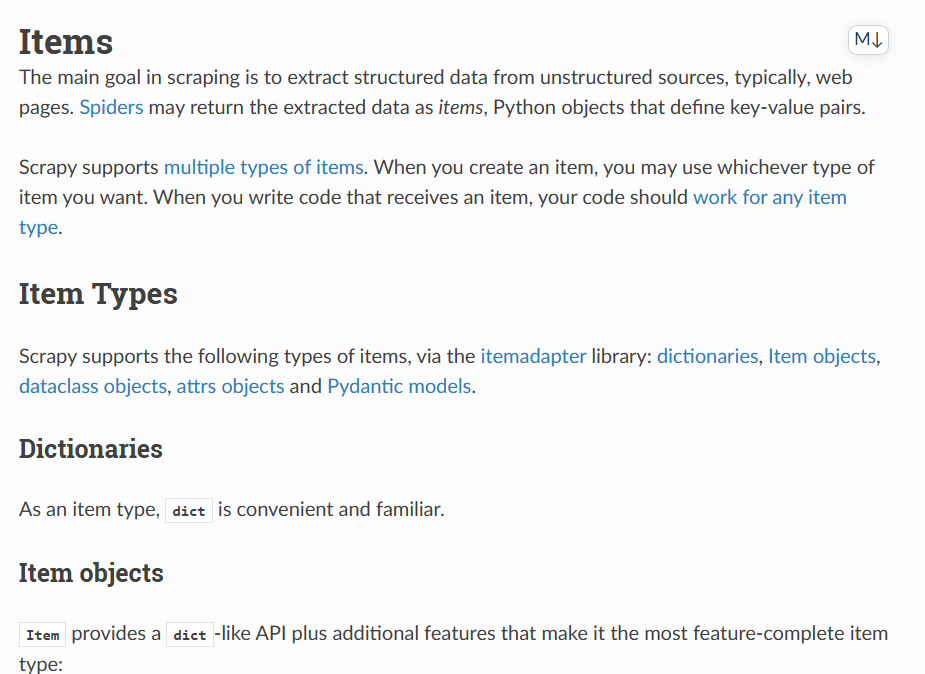 Items
M↓
The main goal in scraping is to extract structured data from unstructured sources, typically, web
pages. Spiders may return the extracted data as items, Python objects that define key-value pairs.
Scrapy supports multiple types of items. When you create an item, you may use whichever type of
item you want. When you write code that receives an item, your code should work for any item
type.
Item Types
Scrapy supports the following types of items, via the itemadapter library: dictionaries, Item objects,
dataclass objects, attrs objects and Pydantic models.
Dictionaries
As an item type, dict is convenient and familiar.
Item objects
Item provides a dict-like API plus additional features that make it the most feature-complete item
type: